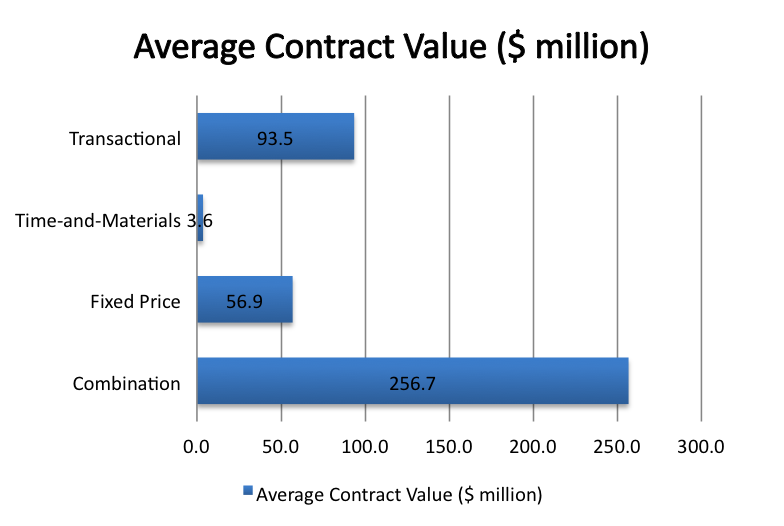 Average Contract Value ($ million)
Transactional 93.5
Time-and-Materials 3.6
Fixed Price 56.9
Combination 256.7
0.0 50.0 100.0 150.0 200.0 250.0 300.0
Average Contract Value ($ million)